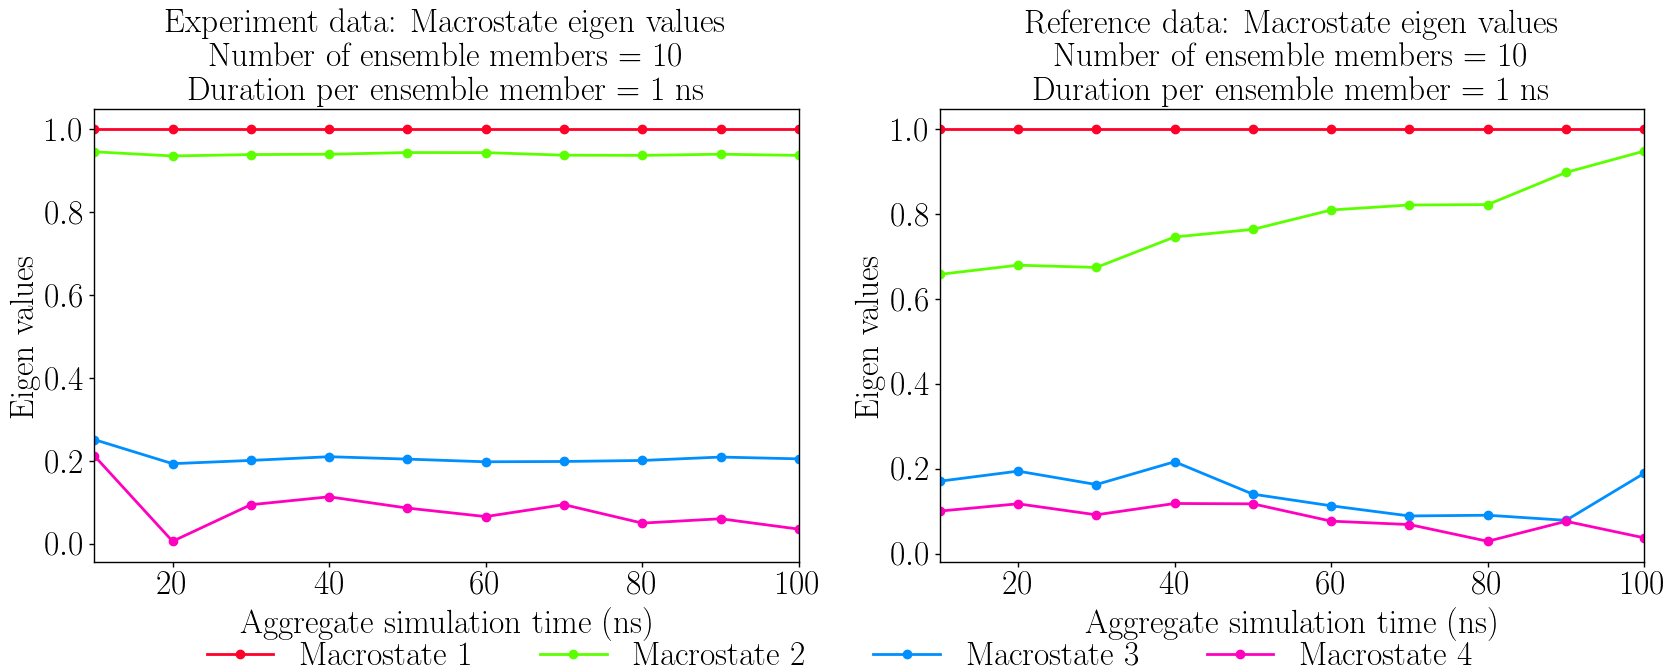 Experiment data: Macrostate eigen values
Number of ensemble members = 10
Duration per ensemble member = 1 ns
1.0
0.8
0.6
0.4
0.2
0.0
Eigen values
20 40 60 80 100
Aggregate simulation time (ns)
Reference data: Macrostate eigen values
Number of ensemble members = 10
Duration per ensemble member = 1 ns
1.0
0.8
0.6
0.4
0.2
0.0
Eigen values
20 40 60 80 100
Aggregate simulation time (ns)
Macrostate 1 Macrostate 2 Macrostate 3 Macrostate 4